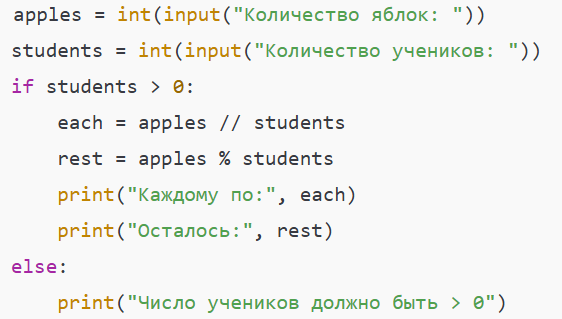 apples = int(input("Количество яблок: "))
students = int(input("Количество учеников: "))
if students > 0:
    each = apples // students
    rest = apples % students
    print("Каждому по:", each)
    print("Осталось:", rest)
else:
    print("Число учеников должно быть > 0")